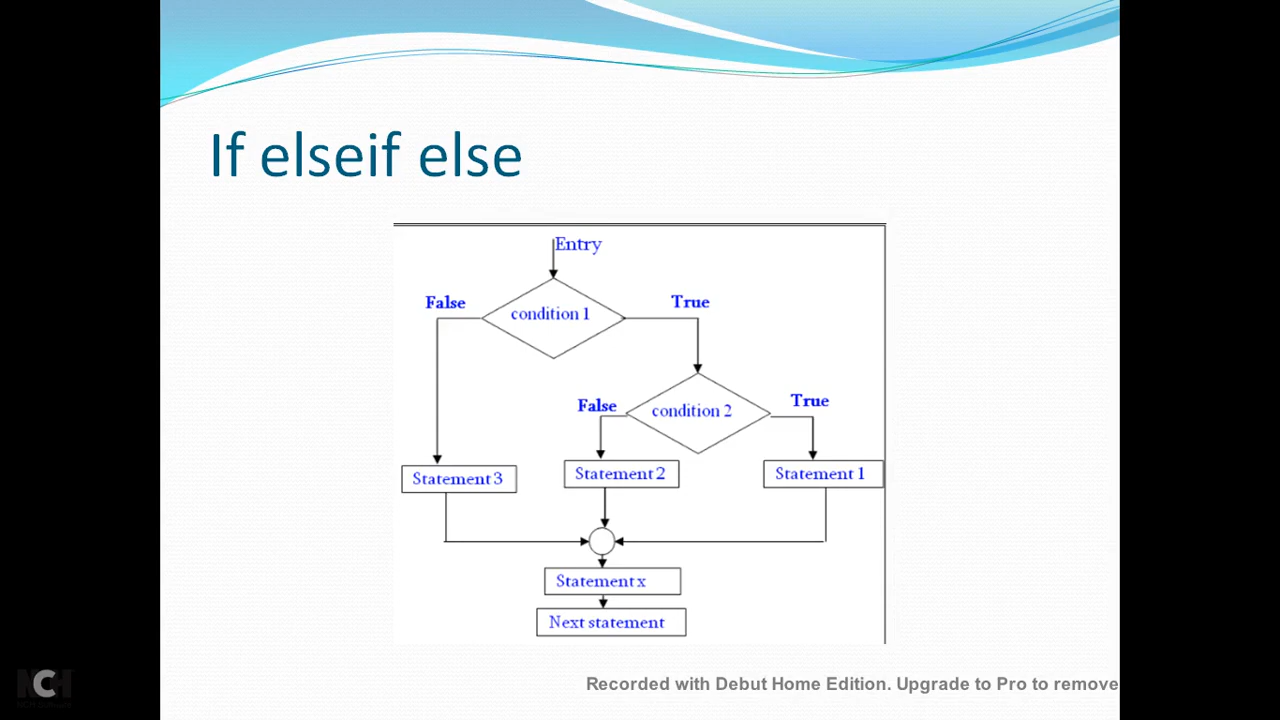 If elseif else
Entry
False
True
condition 1
False
True
condition 2
Statement 3
Statement 2
Statement 1
Statement x
Next statement
NCH
Recorded with Debut Home Edition. Upgrade to Pro to remove